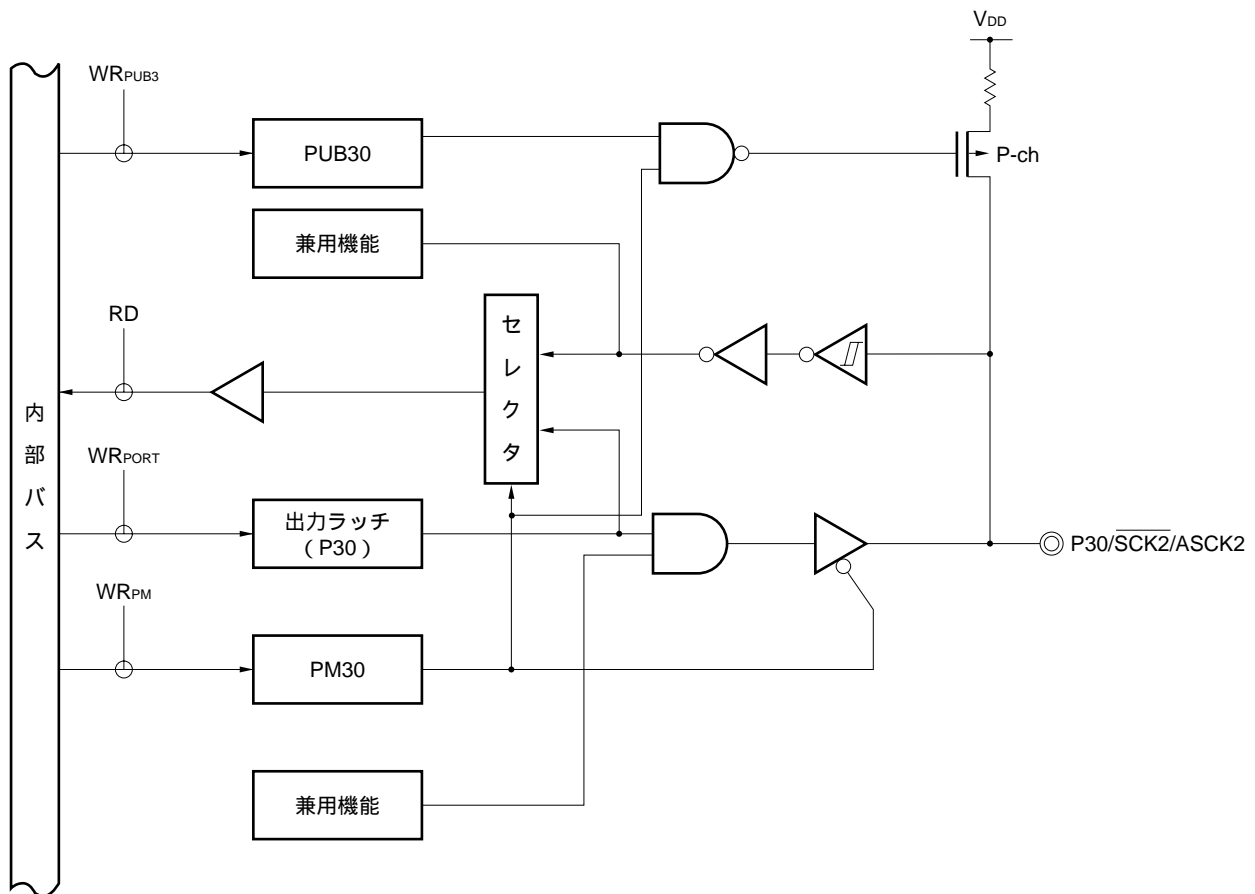 VDD
WRPUB3
PUB30
P-ch
兼用機能
RD
セレクタ
内部バス
WRPORT
出力ラッチ
(P30)
P30/SCK2/ASCK2
WRPM
PM30
兼用機能